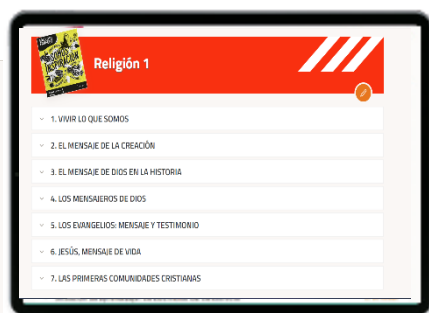 SOMOS
INSPIRACIÓN
Religión 1
1. VIVIR LO QUE SOMOS
2. EL MENSAJE DE LA CREACIÓN
3. EL MENSAJE DE DIOS EN LA HISTORIA
4. LOS MENSAJEROS DE DIOS
5. LOS EVANGELIOS: MENSAJE Y TESTIMONIO
6. JESÚS, MENSAJE DE VIDA
7. LAS PRIMERAS COMUNIDADES CRISTIANAS